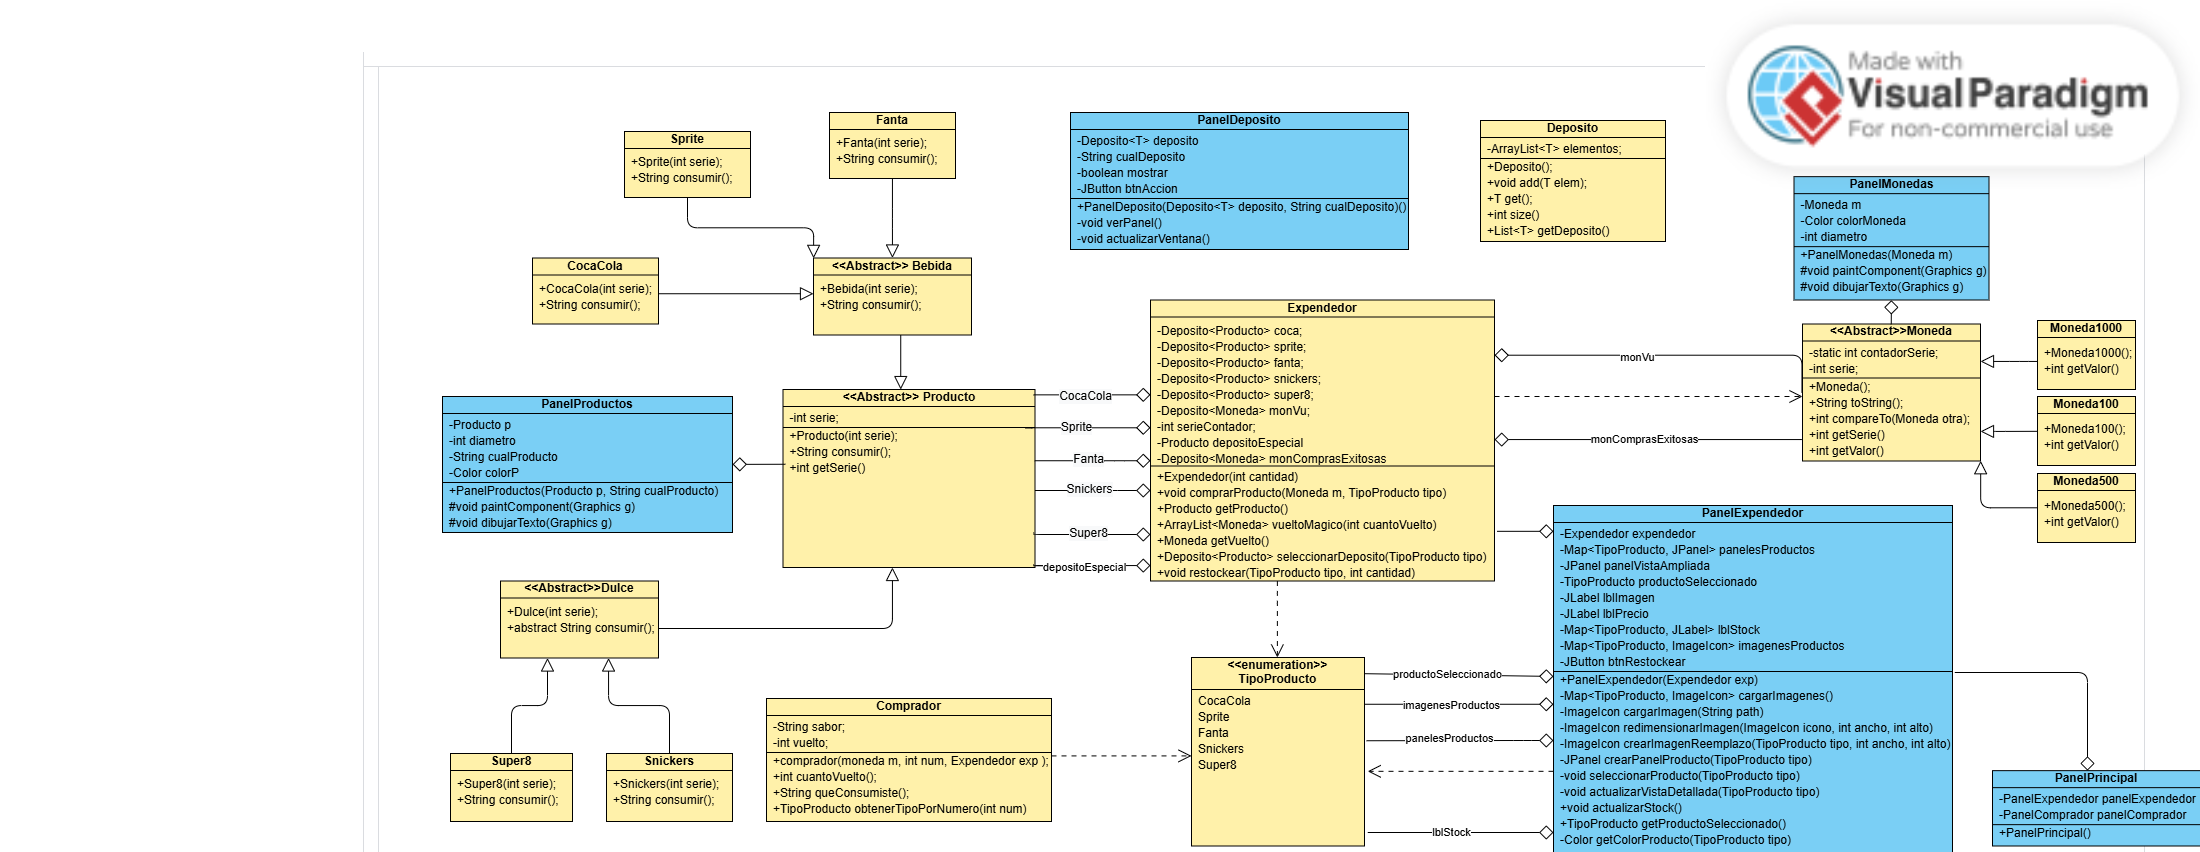 Made with
Visual Paradigm
For non-commercial use
Sprite
+Sprite(int serie);
+String consumir();
Fanta
+Fanta(int serie);
+String consumir();
PanelDeposito
-Deposito<T> deposito
-String cualDeposito
-boolean mostrar
-JButton btnAccion
+PanelDeposito(Deposito<T> deposito, String cualDeposito)()
-void verPanel()
-void actualizarVentana()
Deposito
-ArrayList<T> elementos;
+Deposito();
+void add(T elem);
+T get();
+int size()
+List<T> getDeposito()
PanelMonedas
-Moneda m
-Color colorMoneda
-int diametro
+PanelMonedas(Moneda m)
#void paintComponent(Graphics g)
#void dibujarTexto(Graphics g)
CocaCola
+CocaCola(int serie);
+String consumir();
<<Abstract>> Bebida
+Bebida(int serie);
+String consumir();
Expendedor
-Deposito<Producto> coca;
-Deposito<Producto> sprite;
-Deposito<Producto> fanta;
-Deposito<Producto> snickers;
-Deposito<Producto> super8;
-Deposito<Moneda> monVu;
-int serieContador;
-Producto depositoEspecial
-Deposito<Moneda> monComprasExitosas
+Expendedor(int cantidad)
+void comprarProducto(Moneda m, TipoProducto tipo)
+Producto getProducto()
+ArrayList<Moneda> vueltoMagico(int cuantoVuelto)
+Moneda getVuelto()
+Deposito<Producto> seleccionarDeposito(TipoProducto tipo)
+void restockear(TipoProducto tipo, int cantidad)
monVu
monComprasExitosas
<<Abstract>>Moneda
-static int contadorSerie;
-int serie;
+Moneda();
+String toString();
+int compareTo(Moneda otra);
+int getSerie()
+int getValor()
Moneda1000
+Moneda1000();
+int getValor()
Moneda100
+Moneda100();
+int getValor()
Moneda500
+Moneda500();
+int getValor()
PanelProductos
-Producto p
-int diametro
-String cualProducto
-Color colorP
+PanelProductos(Producto p, String cualProducto)
#void paintComponent(Graphics g)
#void dibujarTexto(Graphics g)
<<Abstract>> Producto
-int serie;
+Producto(int serie);
+String consumir();
+int getSerie()
CocaCola
Sprite
Fanta
Snickers
Super8
depositoEspecial
<<Abstract>>Dulce
+Dulce(int serie);
+abstract String consumir();
Super8
+Super8(int serie);
+String consumir();
Snickers
+Snickers(int serie);
+String consumir();
Comprador
-String sabor;
-int vuelto;
+comprador(moneda m, int num, Expendedor exp );
+int cuantoVuelto();
+String queConsumiste();
+TipoProducto obtenerTipoPorNumero(int num)
<<enumeration>>
TipoProducto
CocaCola
Sprite
Fanta
Snickers
Super8
productoSeleccionado
imagenesProductos
panelesProductos
lblStock
PanelExpendedor
-Expendedor expendedor
-Map<TipoProducto, JPanel> panelesProductos
-JPanel panelVistaAmpliada
-TipoProducto productoSeleccionado
-JLabel lblImagen
-JLabel lblPrecio
-Map<TipoProducto, JLabel> lblStock
-Map<TipoProducto, ImageIcon> imagenesProductos
-JButton btnRestockear
+PanelExpendedor(Expendedor exp)
-Map<TipoProducto, ImageIcon> cargarImagenes()
-ImageIcon cargarImagen(String path)
-ImageIcon redimensionarImagen(ImageIcon icono, int ancho, int alto)
-ImageIcon crearImagenReemplazo(TipoProducto tipo, int ancho, int alto)
-JPanel crearPanelProducto(TipoProducto tipo)
-void seleccionarProducto(TipoProducto tipo)
-void actualizarVistaDetallada(TipoProducto tipo)
+void actualizarStock()
+TipoProducto getProductoSeleccionado()
-Color getColorProducto(TipoProducto tipo)
PanelPrincipal
-PanelExpendedor panelExpendedor
-PanelComprador panelComprador
+PanelPrincipal()